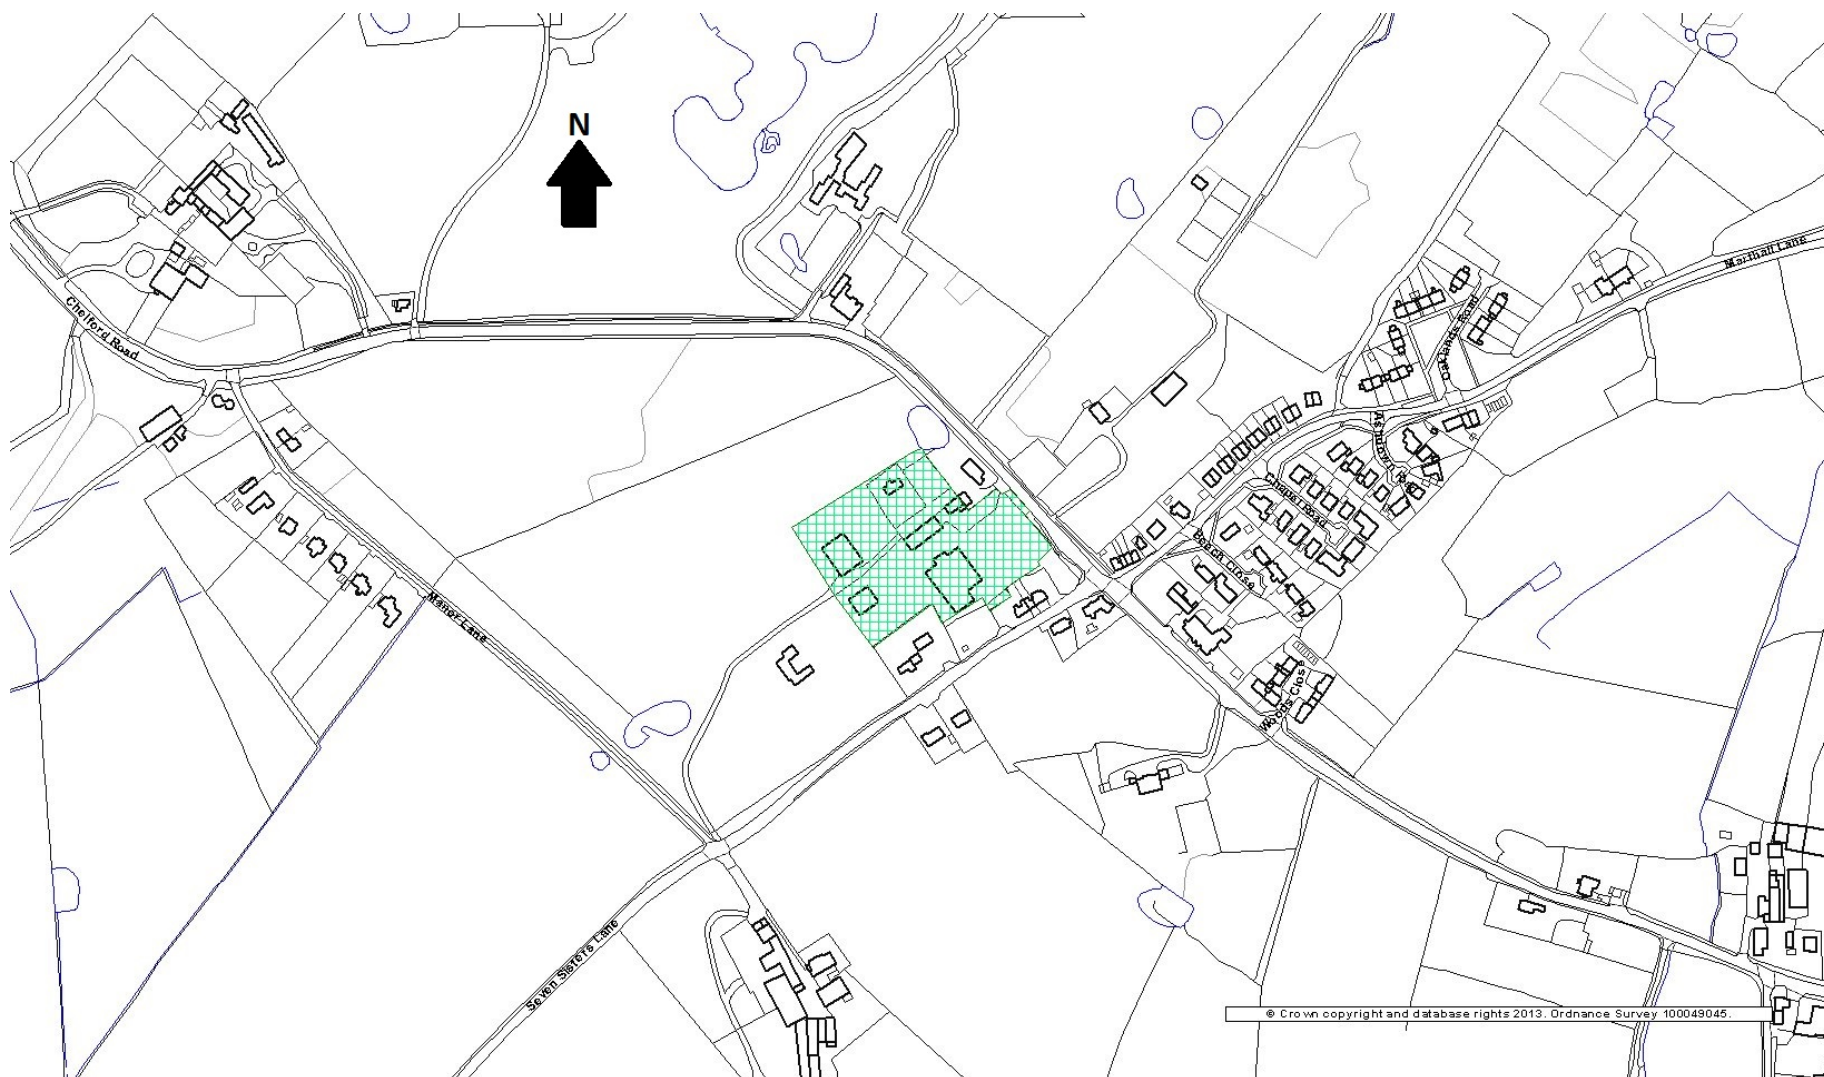 N
Marthall Lane
Chelford Road
Oaklands Road
Ashdown Road
Chapel Road
Beech Close
Manor Lane
Woods Close
Seven Sisters Lane
© Crown copyright and database rights 2013. Ordnance Survey 100049045.